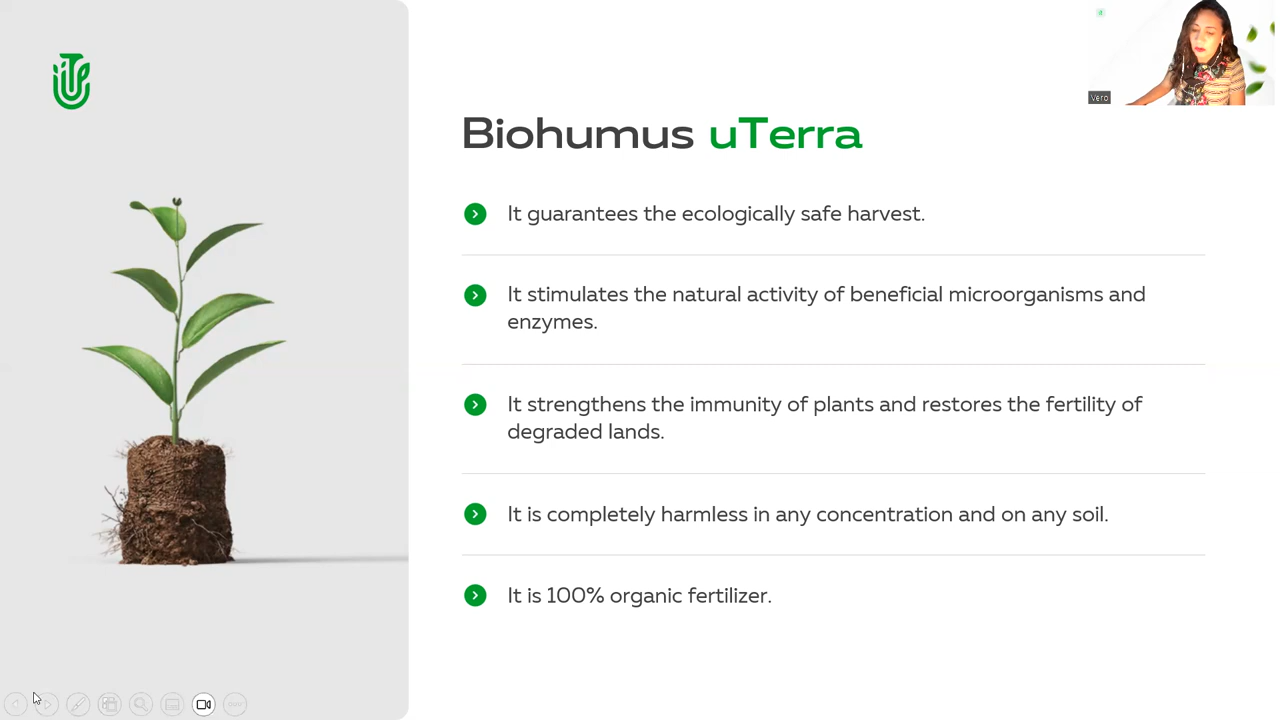 Vero
Biohumus uTerra
It guarantees the ecologically safe harvest.
It stimulates the natural activity of beneficial microorganisms and
enzymes.
It strengthens the immunity of plants and restores the fertility of
degraded lands.
It is completely harmless in any concentration and on any soil.
It is 100% organic fertilizer.